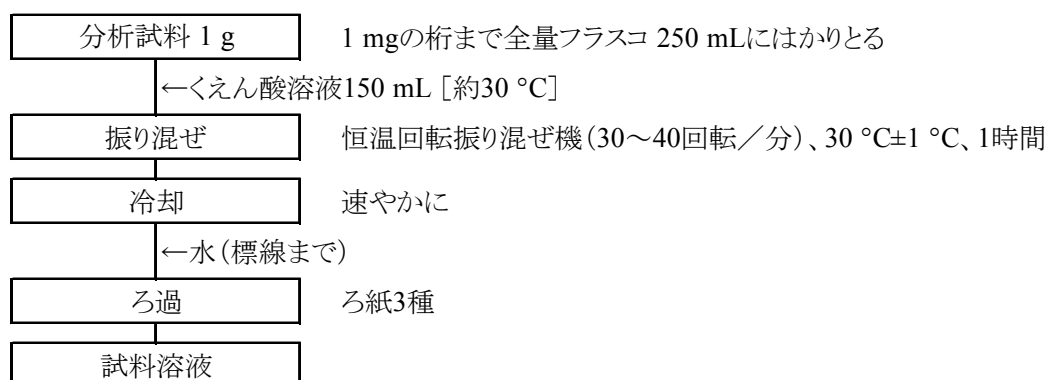 分析試料 1 g 1 mgの桁まで全量フラスコ 250 mLにはかりとる
←くえん酸溶液150 mL [約30 °C]
振り混ぜ 恒温回転振り混ぜ機(30～40回転／分)、30 °C±1 °C、1時間
冷却 速やかに
←水(標線まで)
ろ過 ろ紙3種
試料溶液